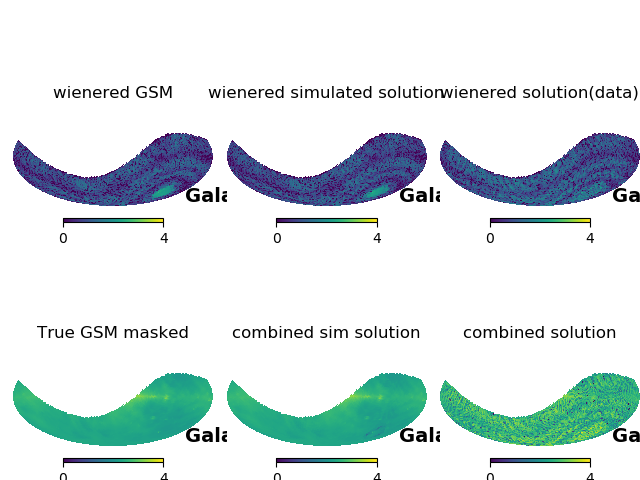 wienered GSM
wienered simulated solution
wienered solution(data)
Gala
Gala
Ga
0 4
0 4
0 4
True GSM masked
combined sim solution
combined solution
Gala
Gala
Ga
0 4
0 4
0 4